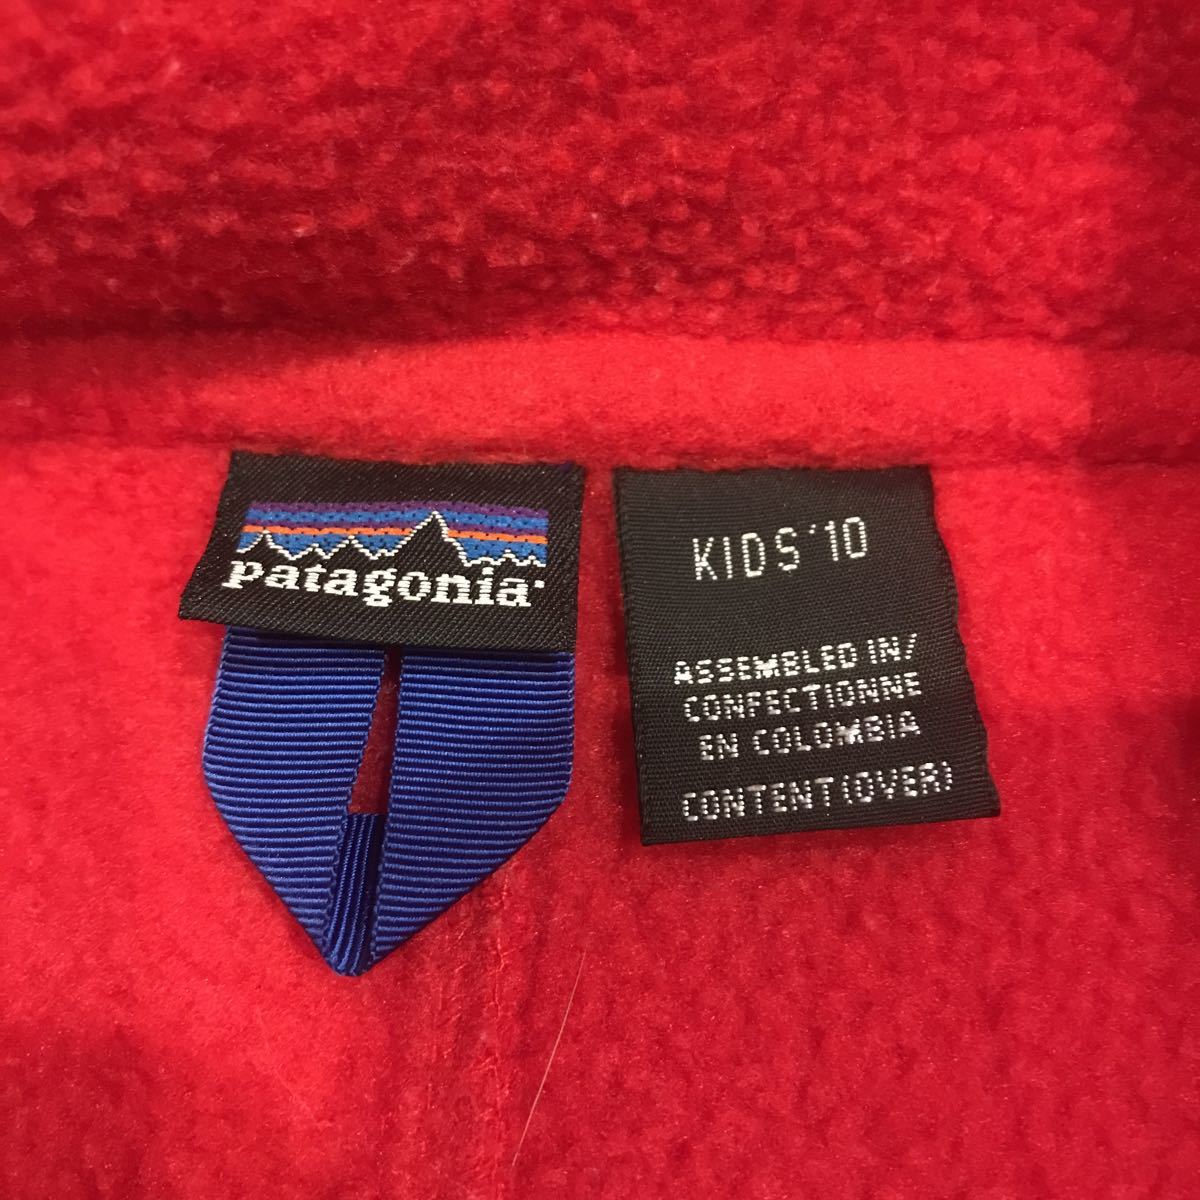 patagonia
KIDS'10
ASSEMBLED IN/
CONFECTIONNE
EN COLOMBIA
CONTENT(OVER)